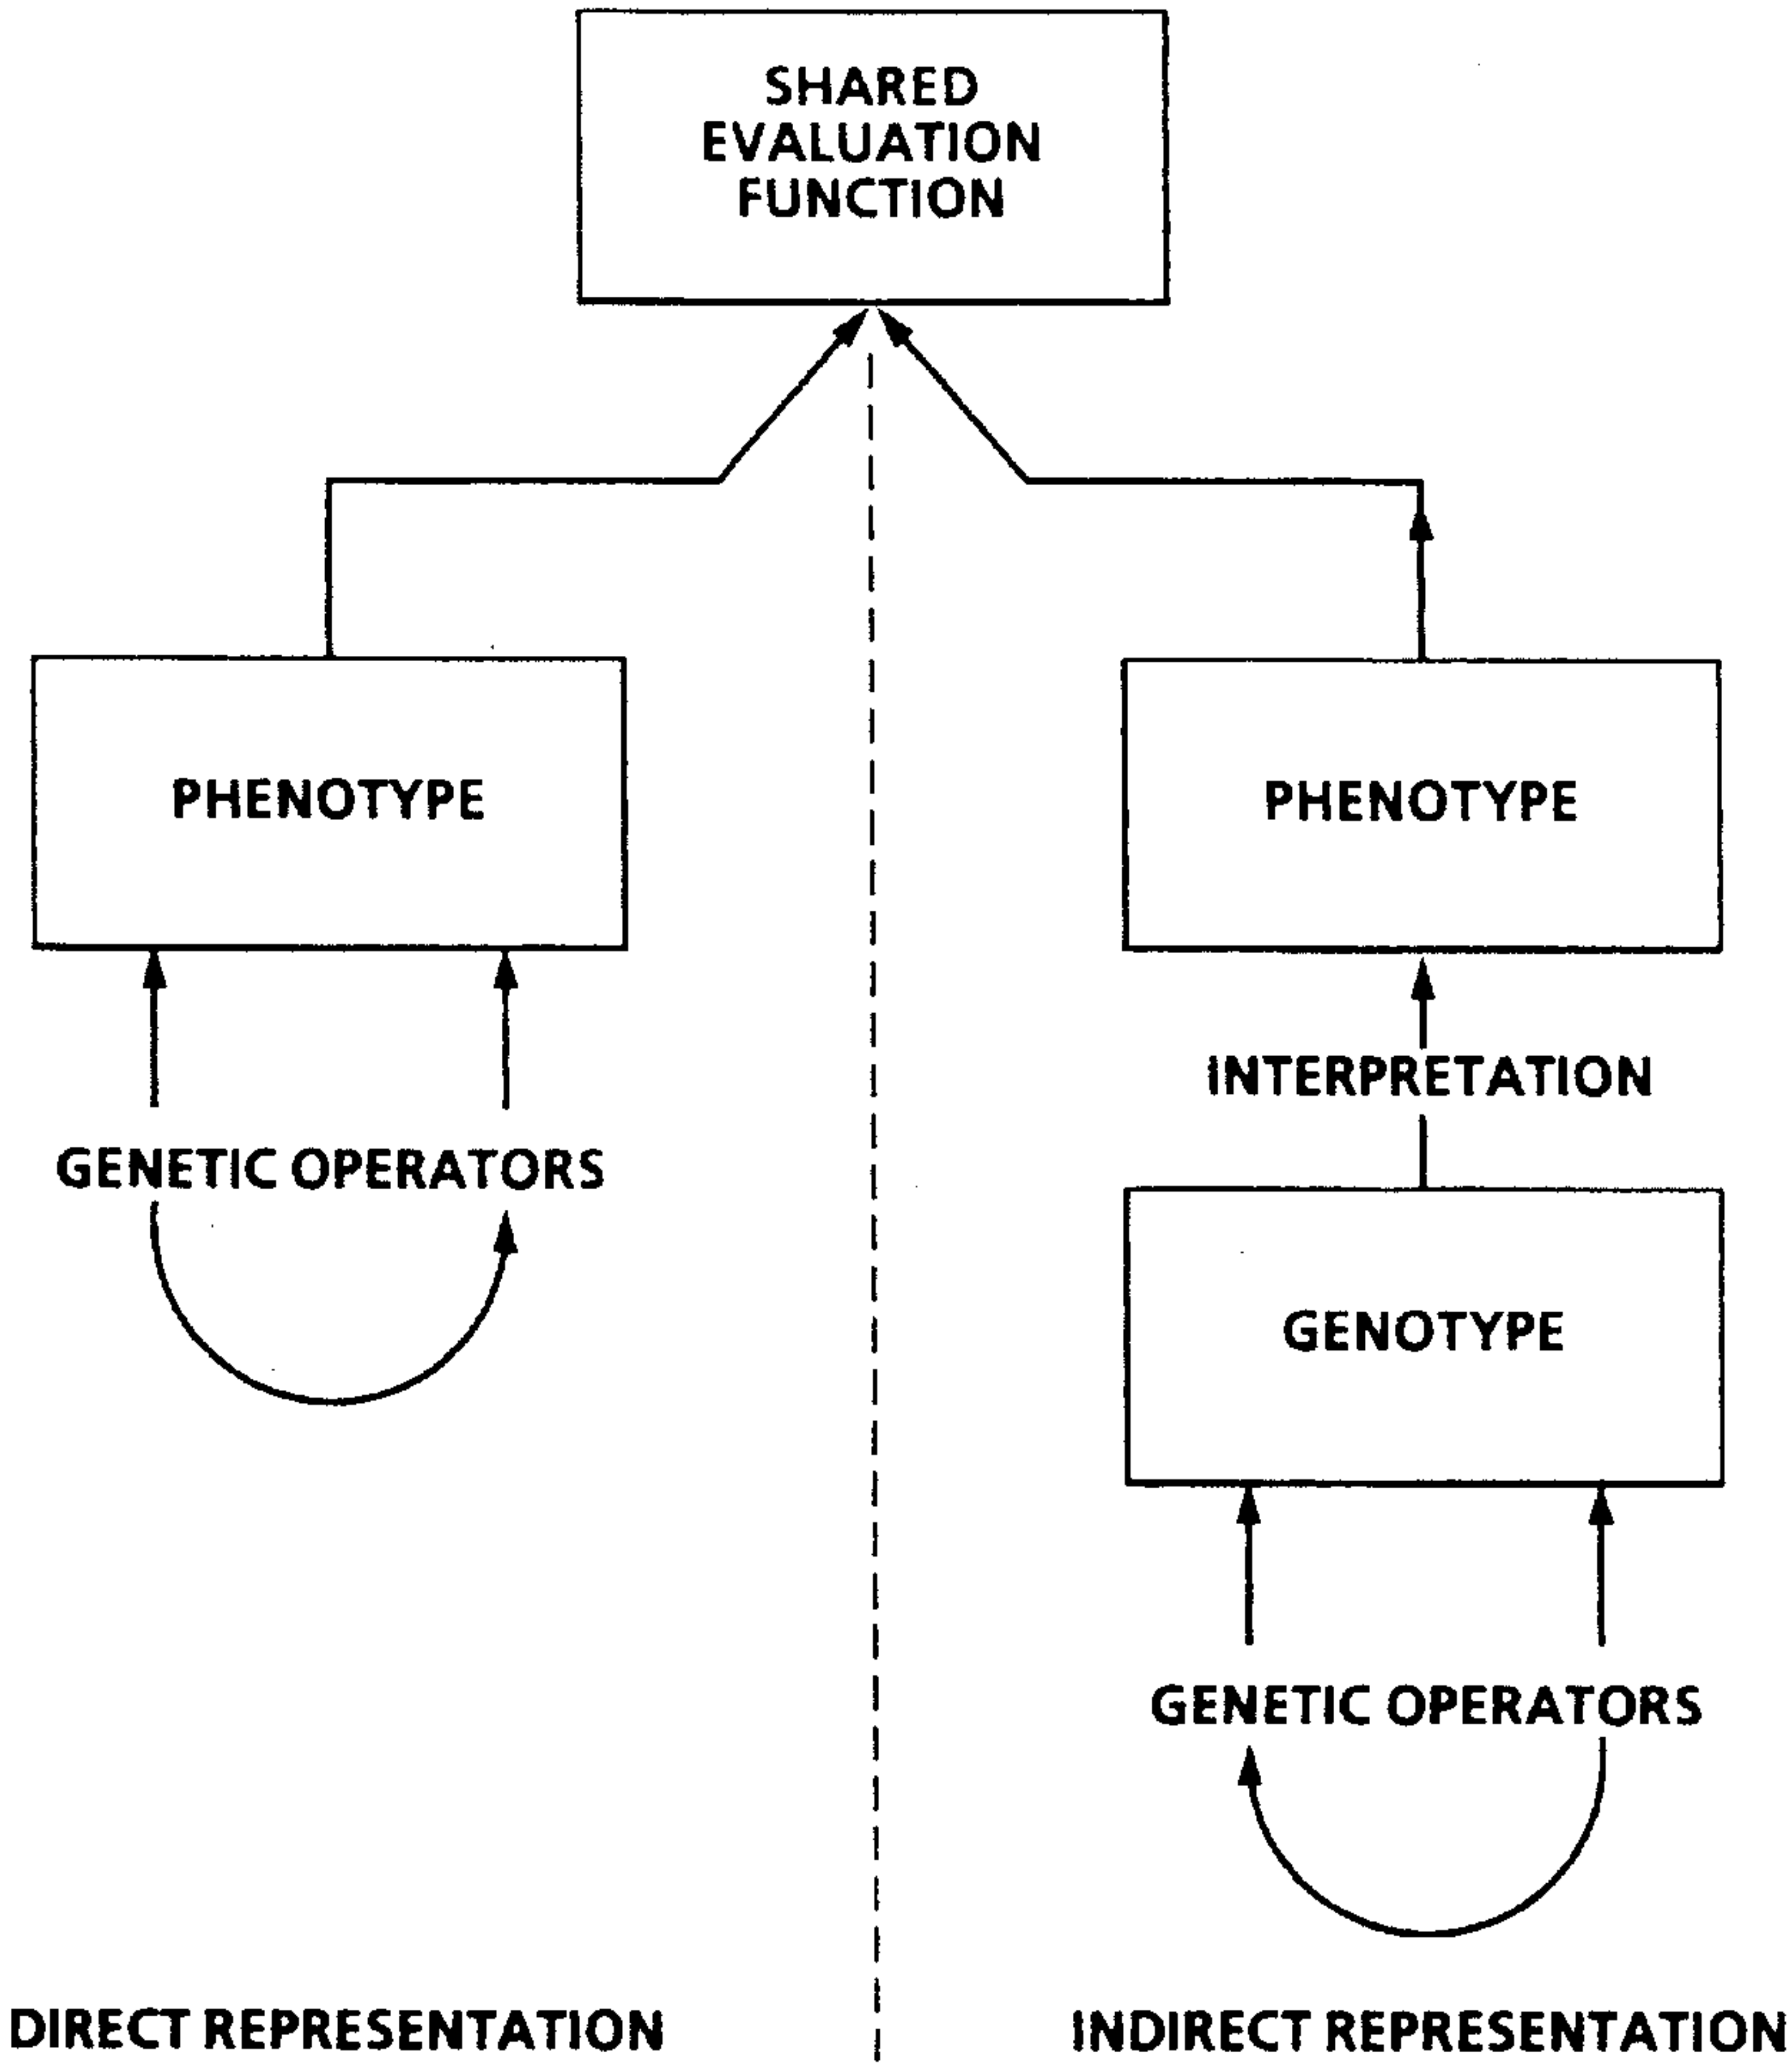 SHARED
EVALUATION
FUNCTION
PHENOTYPE
PHENOTYPE
INTERPRETATION
GENETIC OPERATORS
GENOTYPE
GENETIC OPERATORS
DIRECT REPRESENTATION
INDIRECT REPRESENTATION